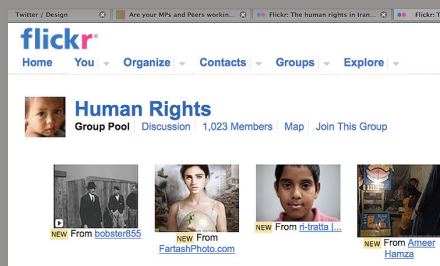 Twitter / Design
Are your MPs and Peers workin...
Flickr: The human rights in Iran...
Flickr: T
flickr
Home You Organize Contacts Groups Explore
Human Rights
Group Pool Discussion 1,023 Members Map Join This Group
NEW From bobster855
NEW From FartashPhoto.com
NEW From ri-tratta |...
NEW From Ameer Hamza